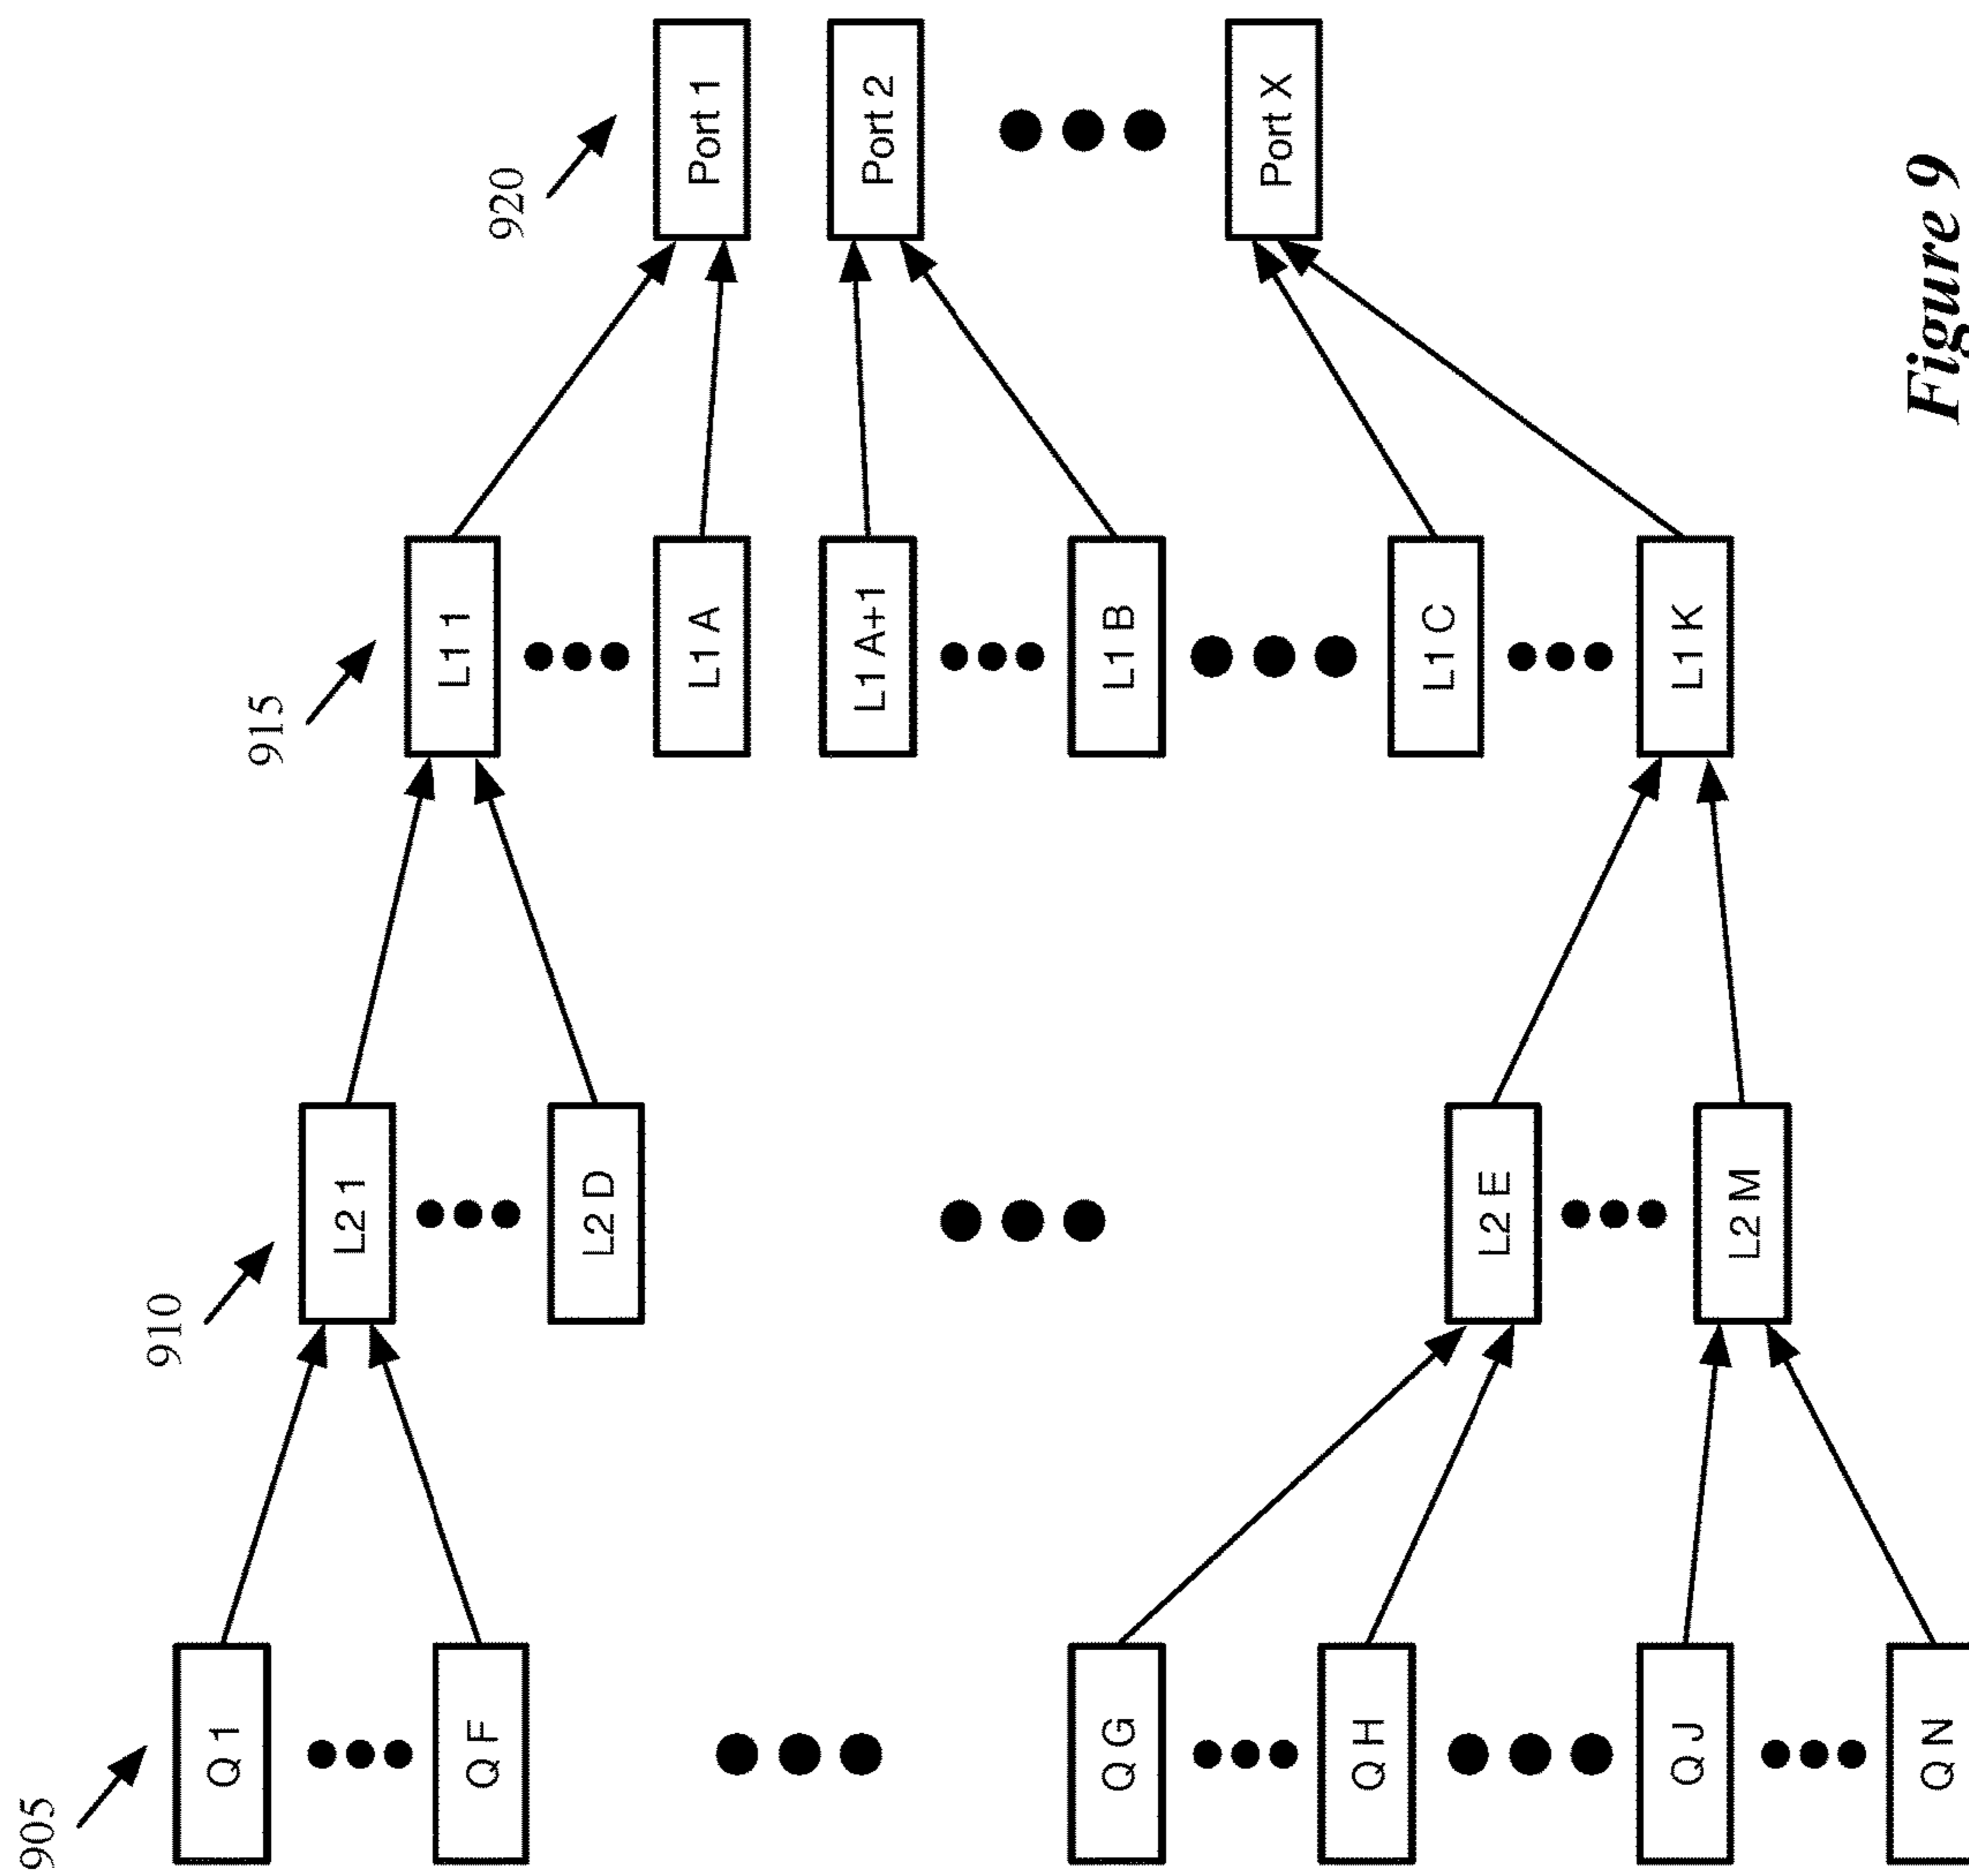 905
Q 1
Q F
Q G
Q H
Q J
Q N
910
L2 1
L2 D
L2 E
L2 M
915
L1 1
L1 A
L1 A+1
L1 B
L1 C
L1 K
920
Port 1
Port 2
Port X
Figure 9